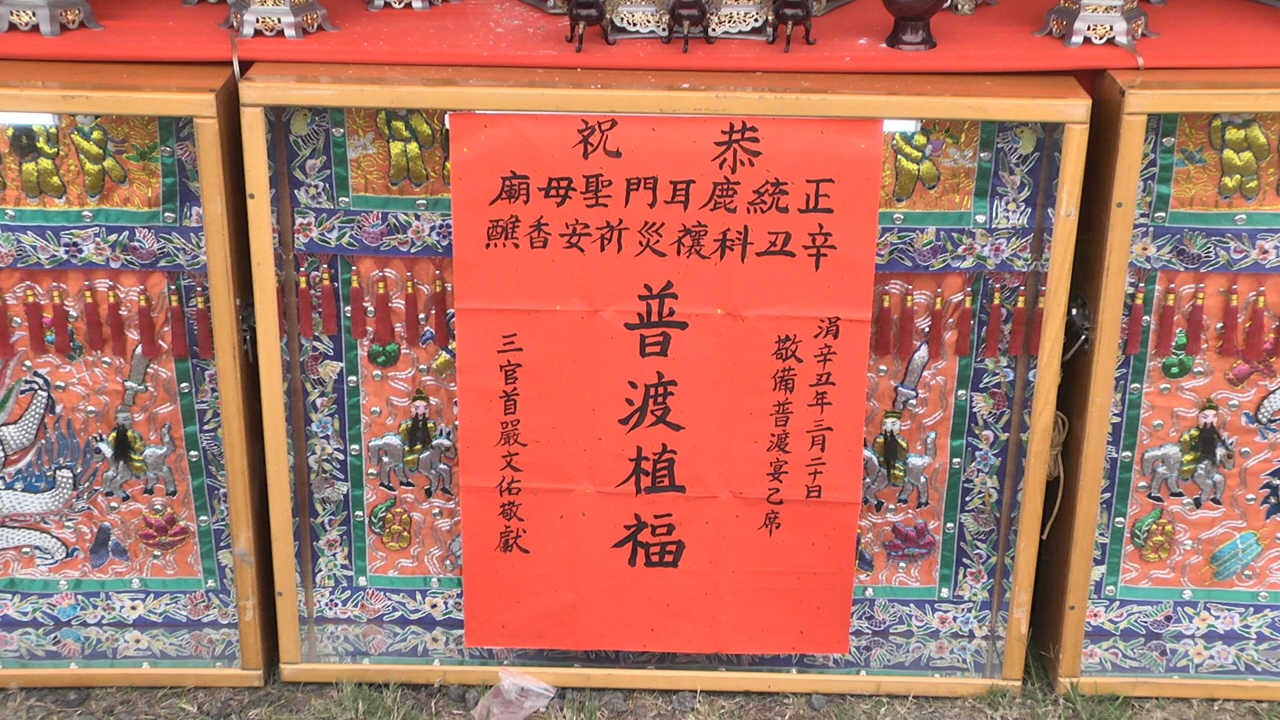 恭祝
正統鹿耳門聖母廟
辛丑科禳災祈安香醮
涓辛丑年三月二十日
敬備普渡宴乙席
普渡植福
三官首嚴文佑敬獻